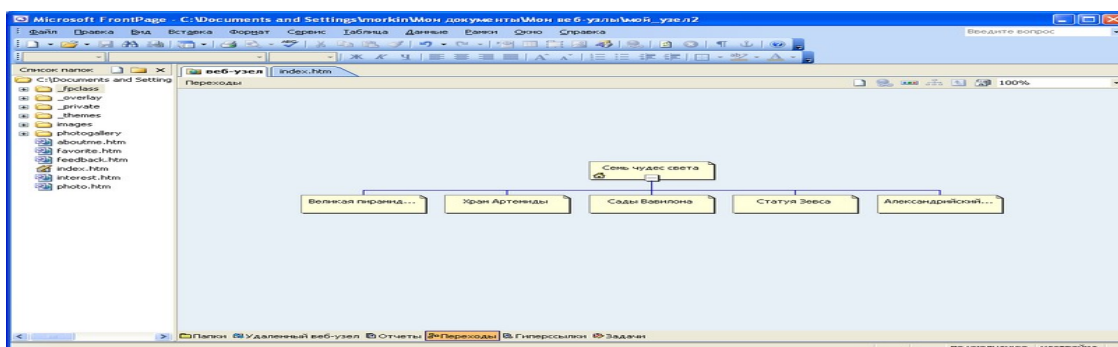 Microsoft FrontPage - C:\Documents and Settings\morkin\Мои документы\Мои веб-узлы\мой_узел2
Файл Правка Вид Вставка Формат Сервис Таблица Данные Рамки Окно Справка
Введите вопрос
Ж К Ч
Список папок
веб-узел index.htm
C:\Documents and Setting
Переходы
100%
_fpclass
_overlay
_private
_themes
images
photogallery
aboutme.htm
favorite.htm
feedback.htm
index.htm
interest.htm
photo.htm
Семь чудес света
Великая пирамид... Храм Артемиды Сады Вавилона Статуя Зевса Александрийский...
Папки Удаленный веб-узел Отчеты Переходы Гиперссылки Задачи